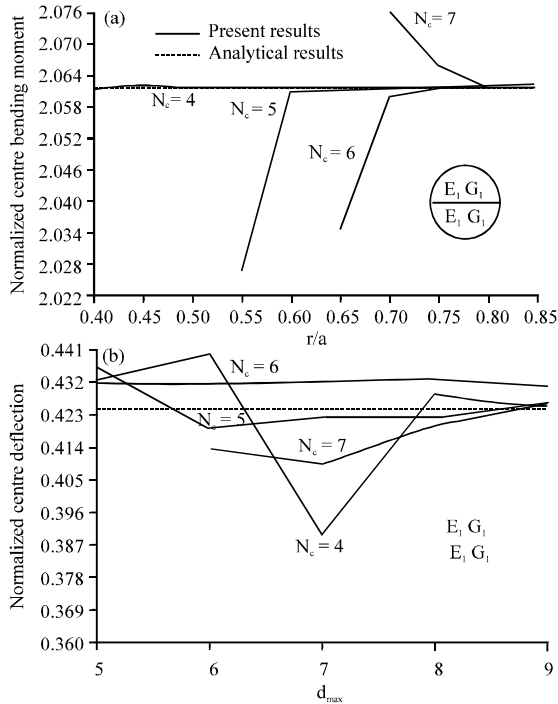 (a)
Present results
Analytical results
N_c = 7
N_c = 4
N_c = 5
N_c = 6
E_1 G_1
E_1 G_1
Normalized centre bending moment
2.076
2.070
2.064
2.058
2.052
2.046
2.040
2.034
2.028
2.022
0.40 0.45 0.50 0.55 0.60 0.65 0.70 0.75 0.80 0.85
r/a
(b)
N_c = 6
N_c = 5
N_c = 7
N_c = 4
E_1 G_1
E_1 G_1
Normalized centre deflection
0.441
0.432
0.423
0.414
0.405
0.396
0.387
0.378
0.369
0.360
5 6 7 8 9
d_max